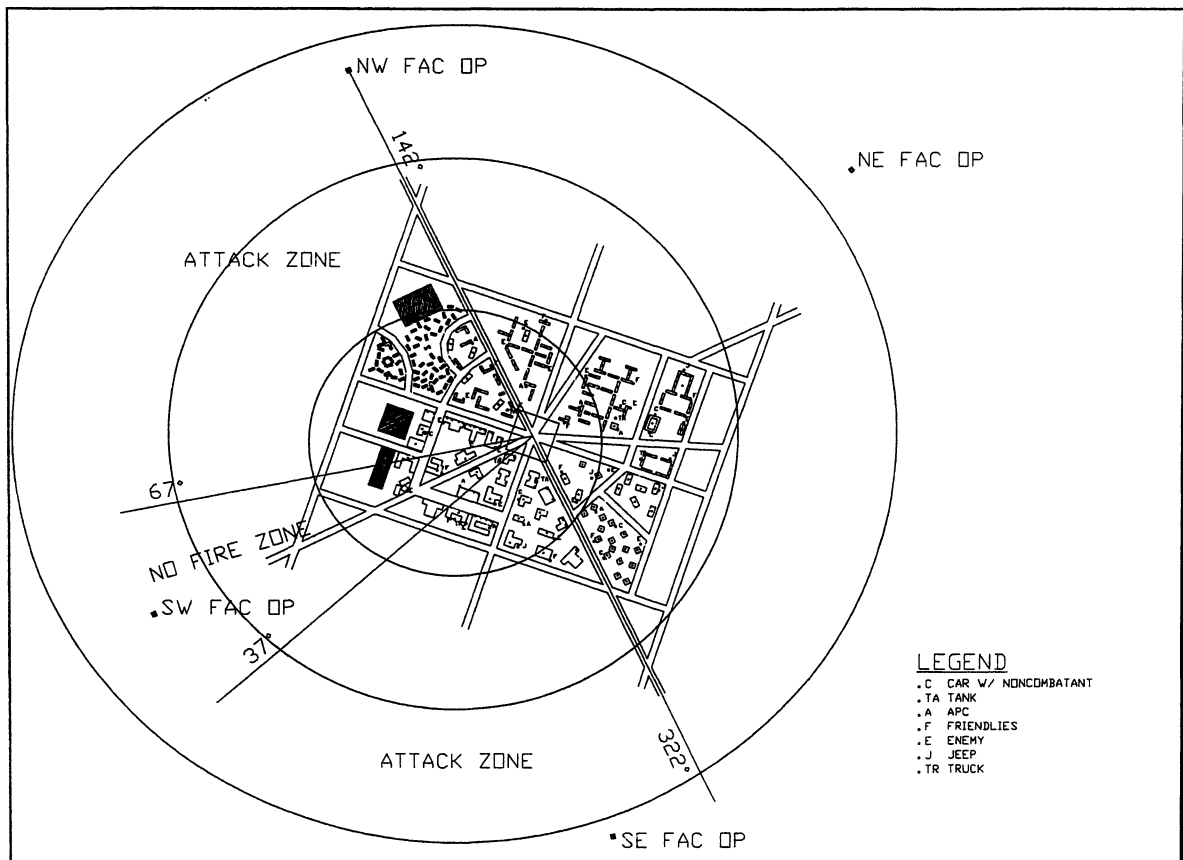 NW FAC OP
142°
NE FAC OP
ATTACK ZONE
67°
NO FIRE ZONE
SW FAC OP
37°
LEGEND
.C CAR W/ NONCOMBATANT
.TA TANK
.A APC
.F FRIENDLIES
.E ENEMY
.J JEEP
.TR TRUCK
322°
ATTACK ZONE
SE FAC OP